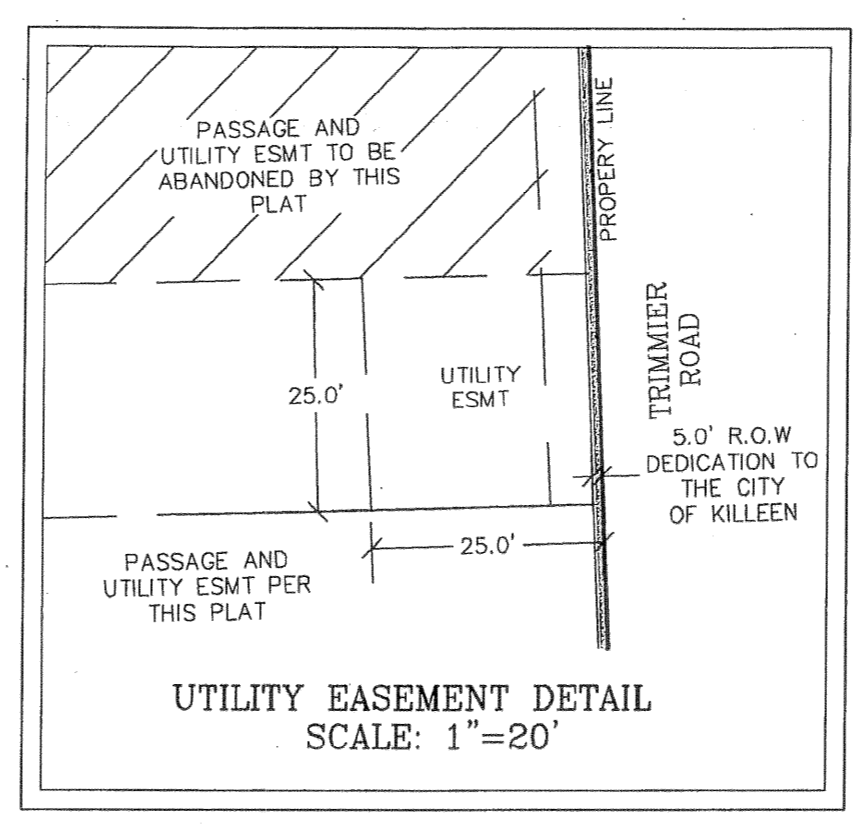 PASSAGE AND
UTILITY ESMT TO BE
ABANDONED BY THIS
PLAT
PROPERY LINE
TRIMMIER
ROAD
25.0'
UTILITY
ESMT
5.0' R.O.W
DEDICATION TO
THE CITY
OF KILLEEN
25.0'
PASSAGE AND
UTILITY ESMT PER
THIS PLAT
UTILITY EASEMENT DETAIL
SCALE: 1"=20'